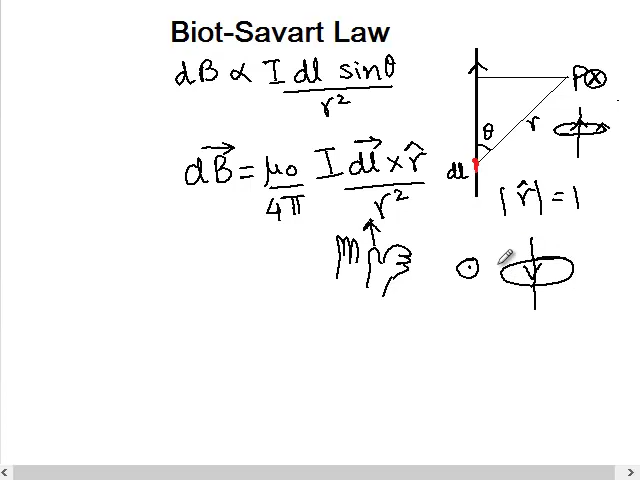 Biot-Savart Law
dB ∝ I dl sinθ / r²
dB⃗ = μ₀/4π I dl⃗ × r̂ / r²
P
θ
r
dl
|r̂| = 1